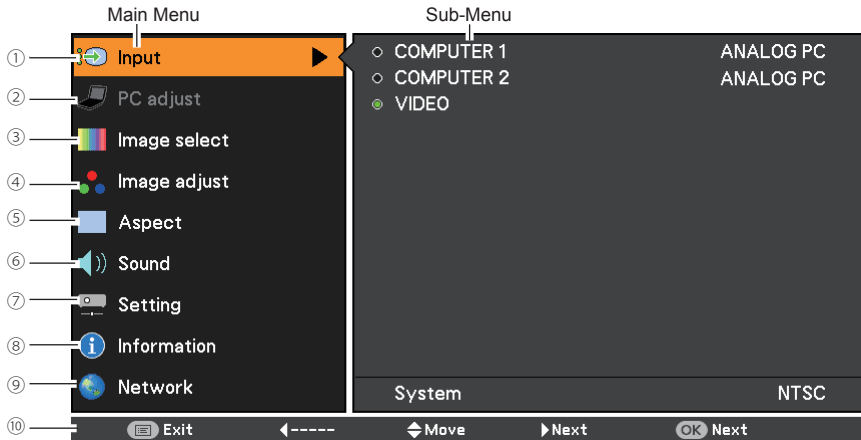 Main Menu Sub-Menu
① Input COMPUTER 1 ANALOG PC
② PC adjust COMPUTER 2 ANALOG PC
VIDEO
③ Image select
④ Image adjust
⑤ Aspect
⑥ Sound
⑦ Setting
⑧ Information
⑨ Network System NTSC
⑩ Exit ----- Move Next OK Next